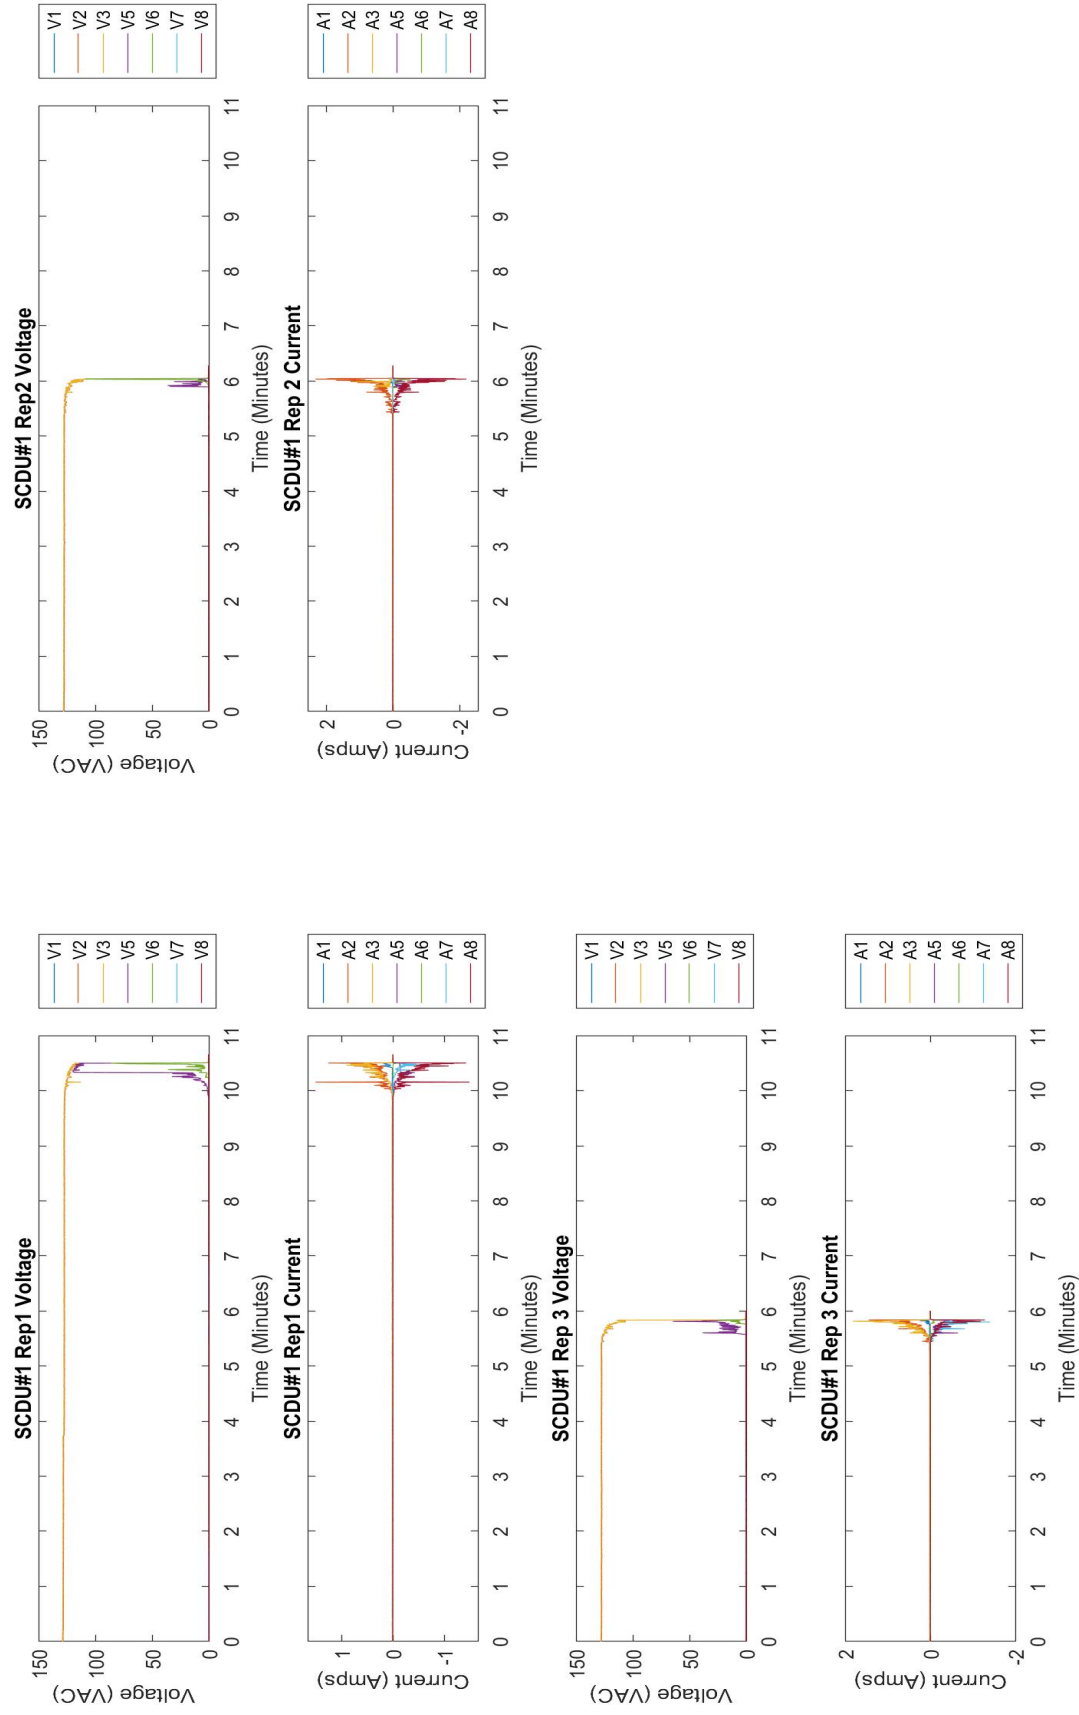 SCDU#1 Rep1 Voltage
150
100
50
0
Voltage (VAC)
0 1 2 3 4 5 6 7 8 9 10 11
Time (Minutes)
V1
V2
V3
V5
V6
V7
V8
SCDU#1 Rep1 Current
1
0
-1
Current (Amps)
0 1 2 3 4 5 6 7 8 9 10 11
Time (Minutes)
A1
A2
A3
A5
A6
A7
A8
SCDU#1 Rep 3 Voltage
150
100
50
0
Voltage (VAC)
0 1 2 3 4 5 6 7 8 9 10 11
Time (Minutes)
V1
V2
V3
V5
V6
V7
V8
SCDU#1 Rep 3 Current
2
0
-2
Current (Amps)
0 1 2 3 4 5 6 7 8 9 10 11
Time (Minutes)
A1
A2
A3
A5
A6
A7
A8
SCDU#1 Rep2 Voltage
150
100
50
0
Voltage (VAC)
0 1 2 3 4 5 6 7 8 9 10 11
Time (Minutes)
V1
V2
V3
V5
V6
V7
V8
SCDU#1 Rep 2 Current
2
0
-2
Current (Amps)
0 1 2 3 4 5 6 7 8 9 10 11
Time (Minutes)
A1
A2
A3
A5
A6
A7
A8